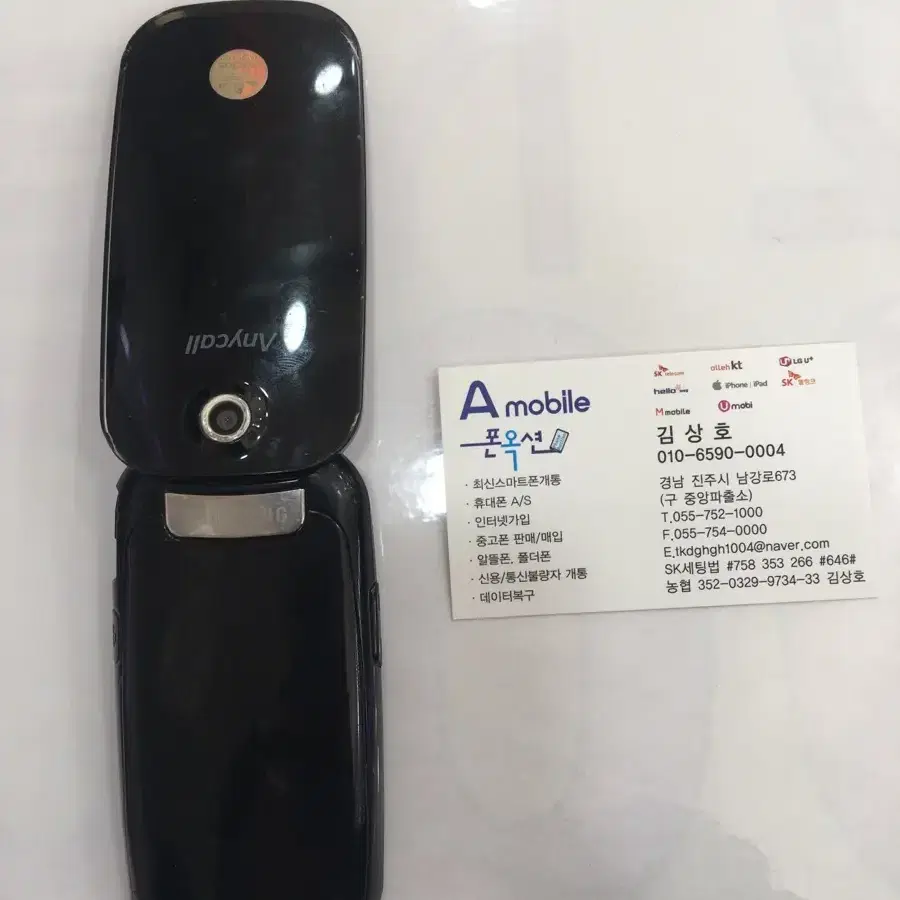 Anycall
A mobile
폰옥션
· 최신스마트폰개통
· 휴대폰 A/S
· 인터넷가입
· 중고폰 판매/매입
· 알뜰폰, 폴더폰
· 신용/통신불량자 개통
· 데이터복구
SK telecom
olleh kt
U+ LG U+
hello
iPhone | iPad
SK 텔링크
M mobile
U mobi
김 상 호
010-6590-0004
경남 진주시 남강로673
(구 중앙파출소)
T.055-752-1000
F.055-754-0000
E.tkdghgh1004@naver.com
SK세팅법 #758 353 266 #646#
농협 352-0329-9734-33 김상호